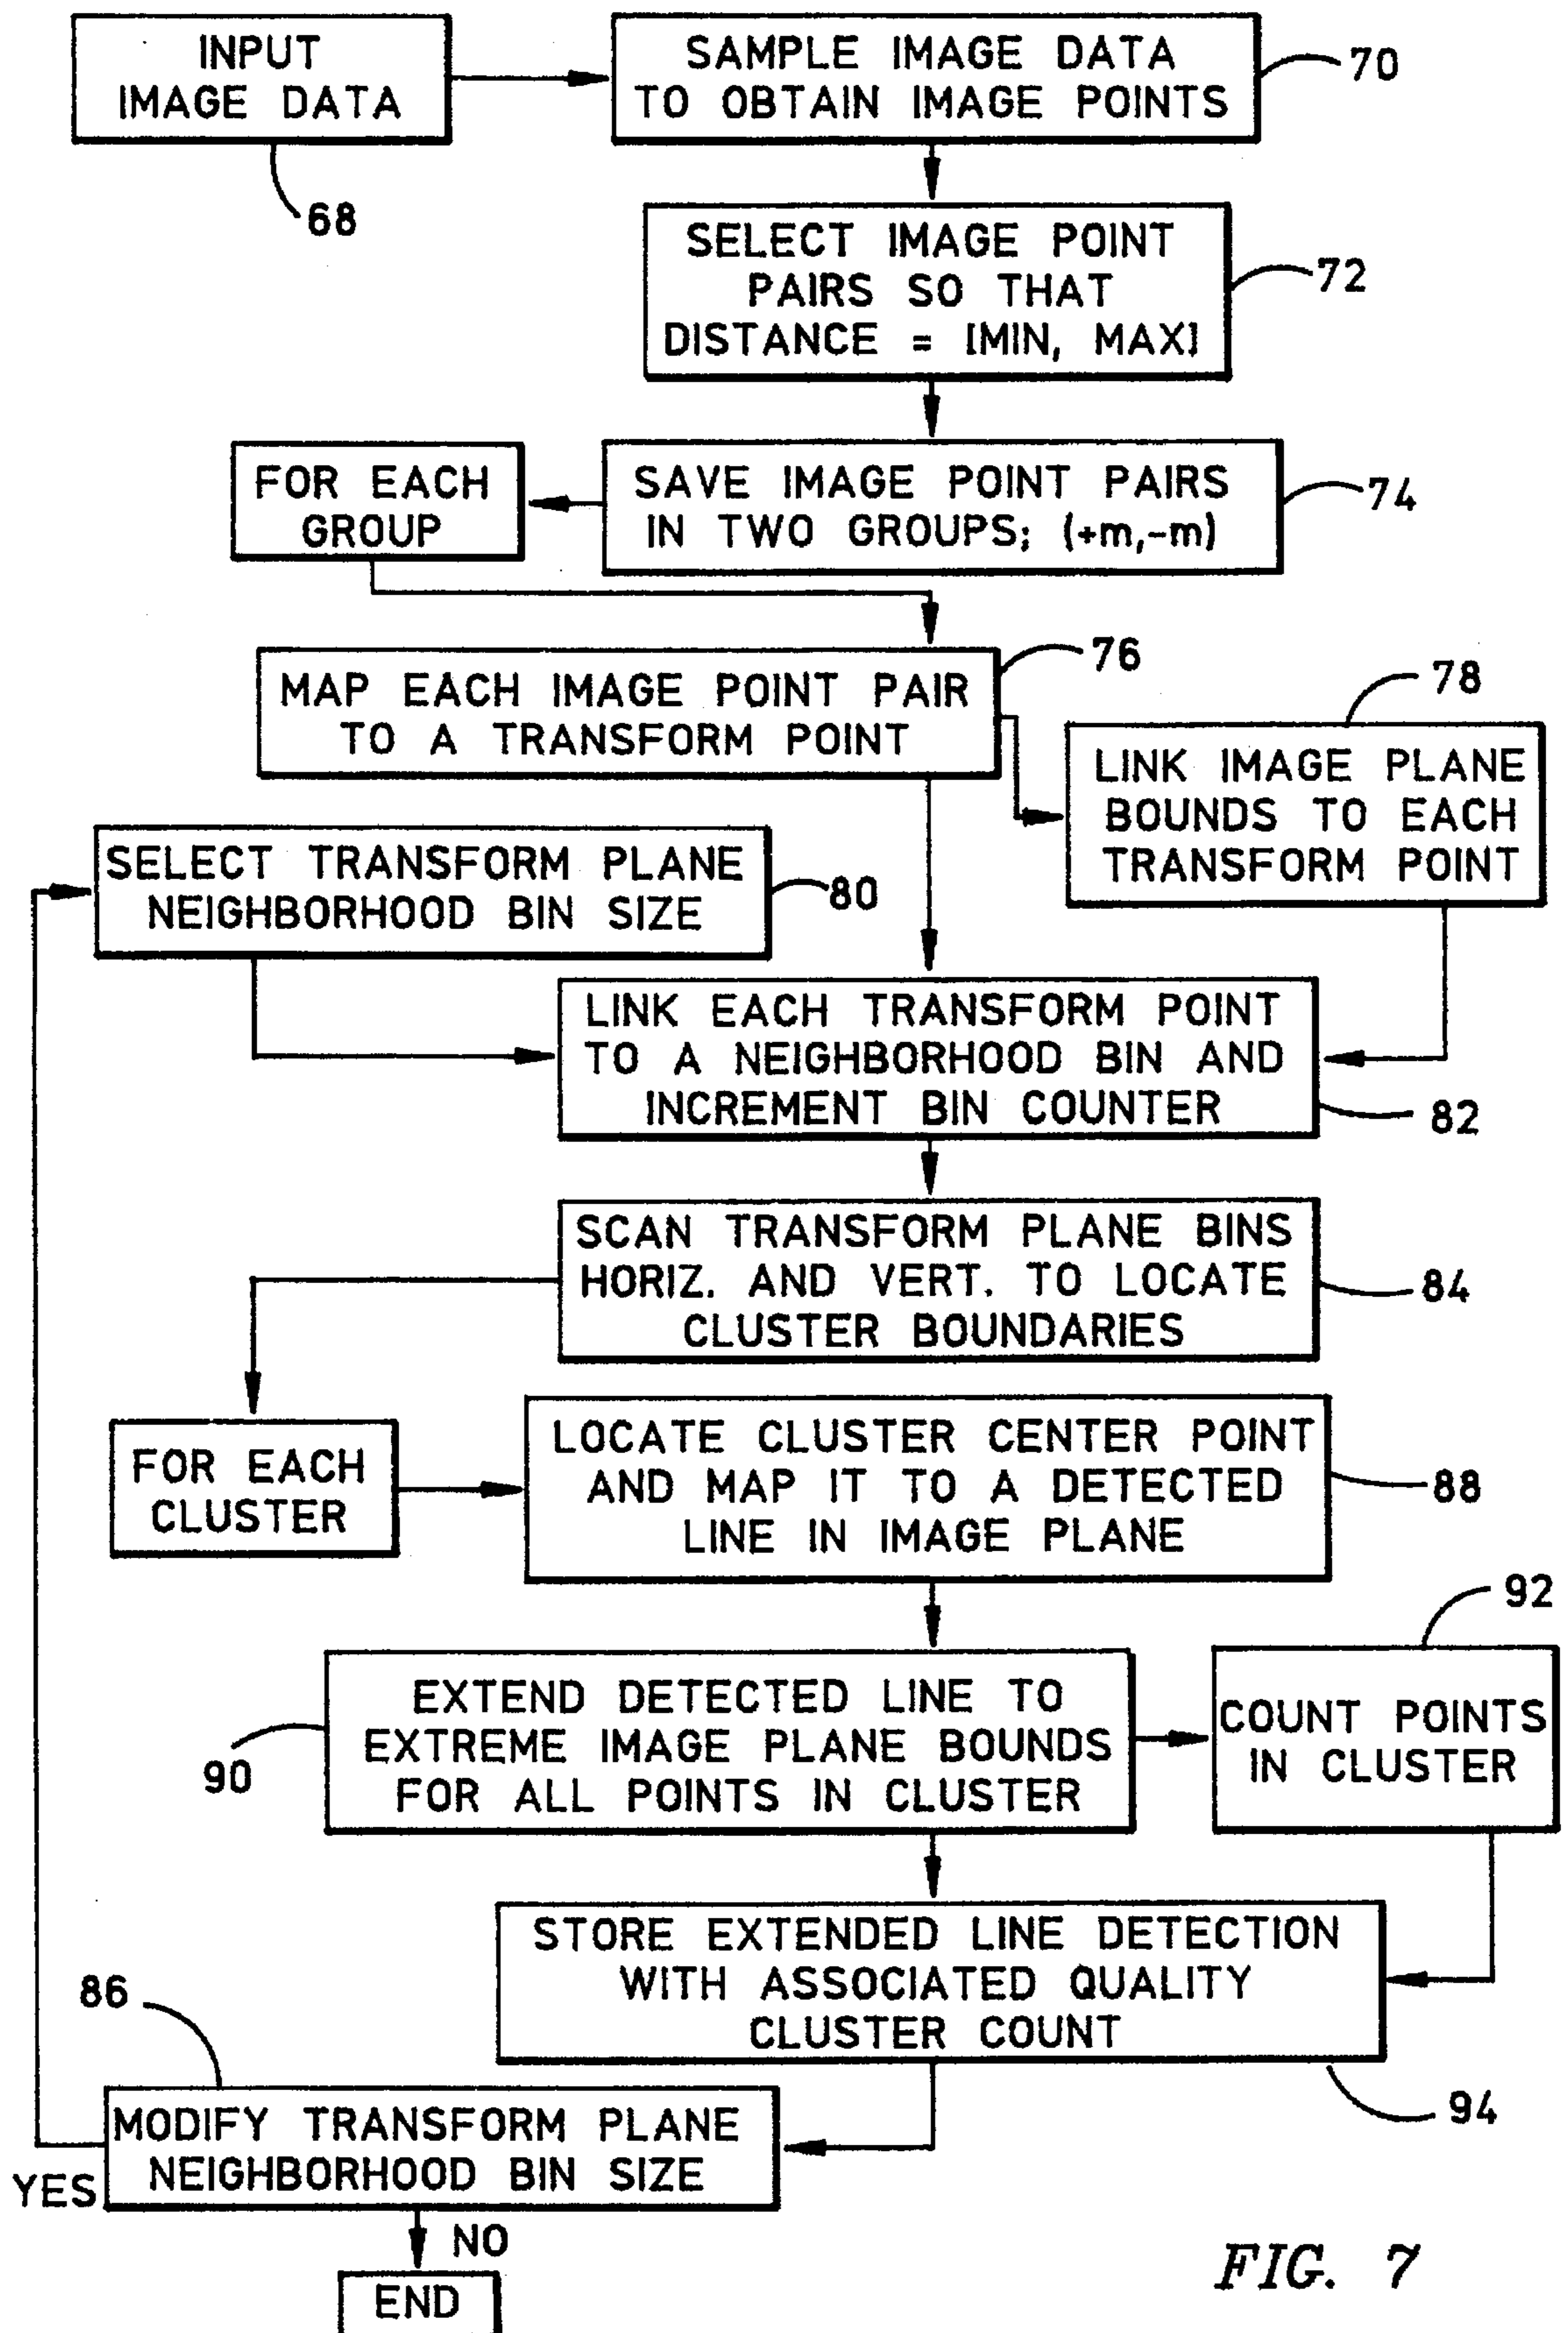 INPUT
IMAGE DATA
68
SAMPLE IMAGE DATA
TO OBTAIN IMAGE POINTS
70
SELECT IMAGE POINT
PAIRS SO THAT
DISTANCE = [MIN, MAX]
72
SAVE IMAGE POINT PAIRS
IN TWO GROUPS; (+m,-m)
74
FOR EACH
GROUP
MAP EACH IMAGE POINT PAIR
TO A TRANSFORM POINT
76
LINK IMAGE PLANE
BOUNDS TO EACH
TRANSFORM POINT
78
SELECT TRANSFORM PLANE
NEIGHBORHOOD BIN SIZE
80
LINK EACH TRANSFORM POINT
TO A NEIGHBORHOOD BIN AND
INCREMENT BIN COUNTER
82
SCAN TRANSFORM PLANE BINS
HORIZ. AND VERT. TO LOCATE
CLUSTER BOUNDARIES
84
FOR EACH
CLUSTER
LOCATE CLUSTER CENTER POINT
AND MAP IT TO A DETECTED
LINE IN IMAGE PLANE
88
EXTEND DETECTED LINE TO
EXTREME IMAGE PLANE BOUNDS
FOR ALL POINTS IN CLUSTER
90
COUNT POINTS
IN CLUSTER
92
STORE EXTENDED LINE DETECTION
WITH ASSOCIATED QUALITY
CLUSTER COUNT
94
MODIFY TRANSFORM PLANE
NEIGHBORHOOD BIN SIZE
86
YES
NO
END
FIG. 7